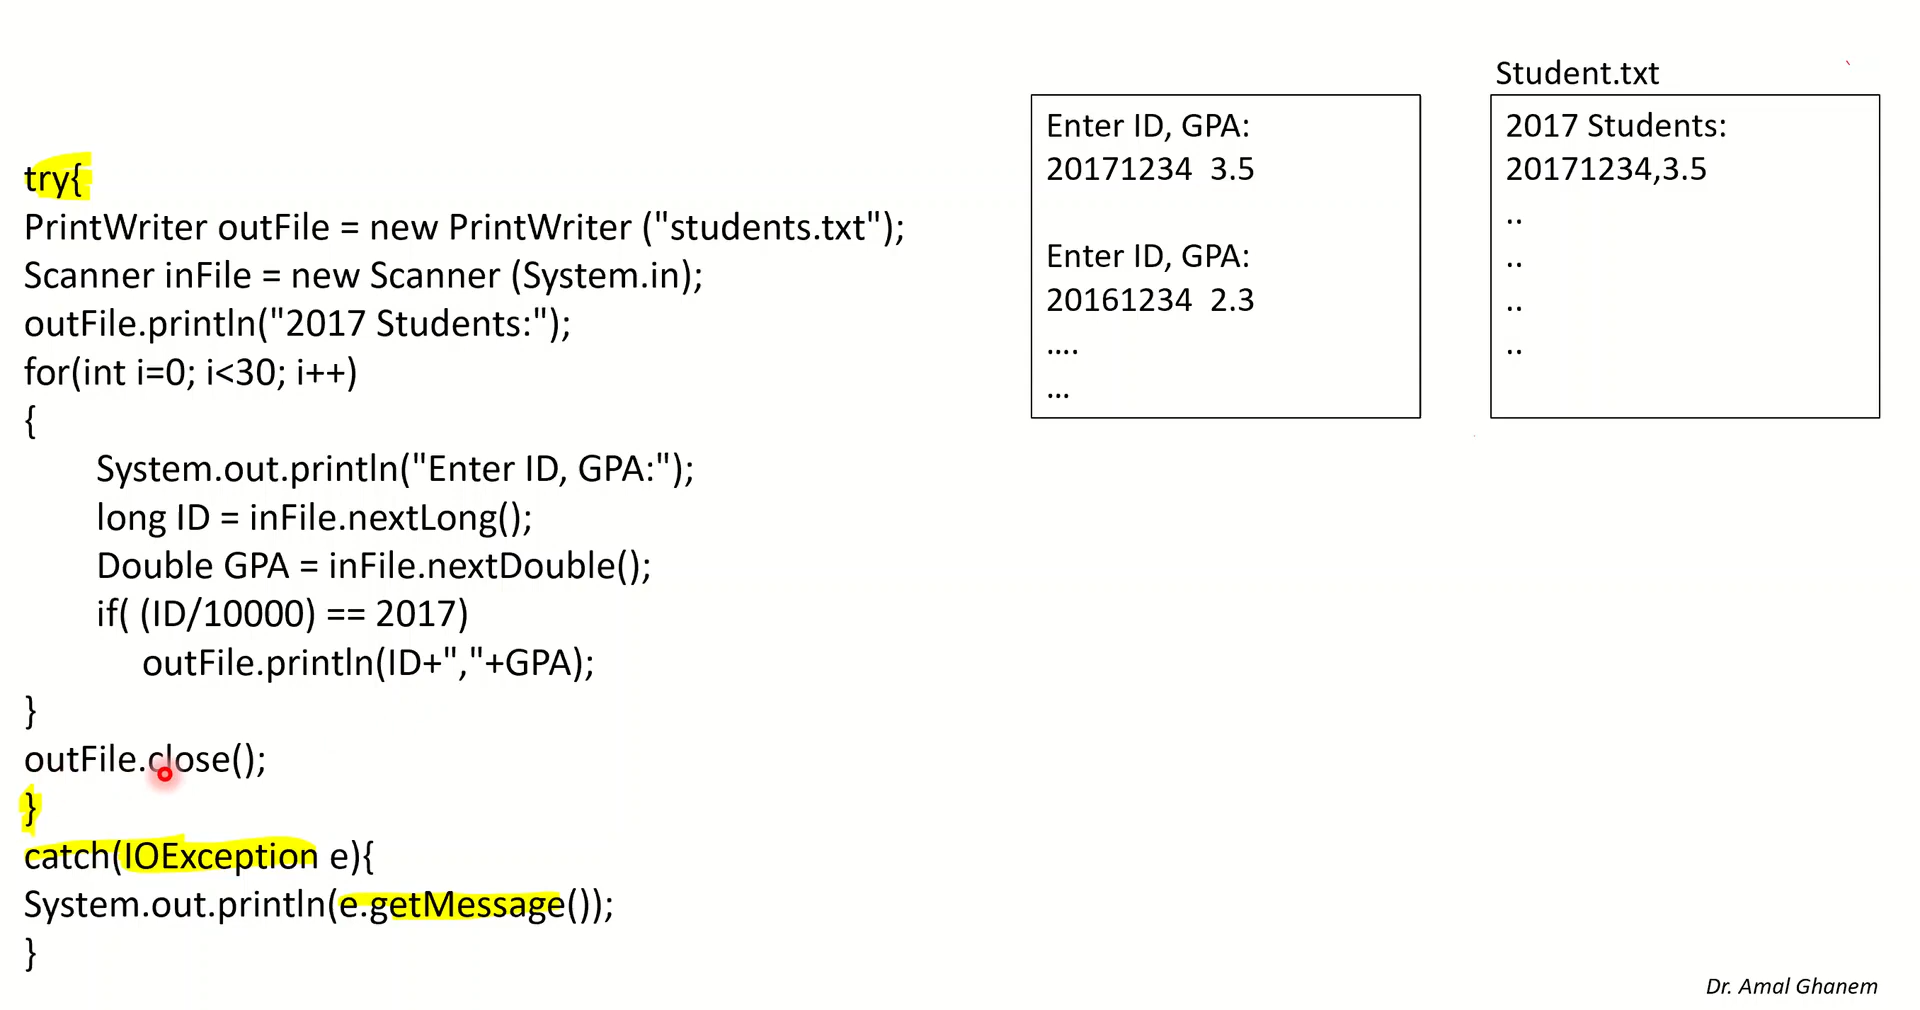 try{
PrintWriter outFile = new PrintWriter ("students.txt");
Scanner inFile = new Scanner (System.in);
outFile.println("2017 Students:");
for(int i=0; i<30; i++)
{
System.out.println("Enter ID, GPA:");
long ID = inFile.nextLong();
Double GPA = inFile.nextDouble();
if( (ID/10000) == 2017)
outFile.println(ID+","+GPA);
}
outFile.close();
}
catch(IOException e){
System.out.println(e.getMessage());
}
Enter ID, GPA:
20171234 3.5
Enter ID, GPA:
20161234 2.3
....
...
Student.txt
2017 Students:
20171234,3.5
..
..
..
..
Dr. Amal Ghanem